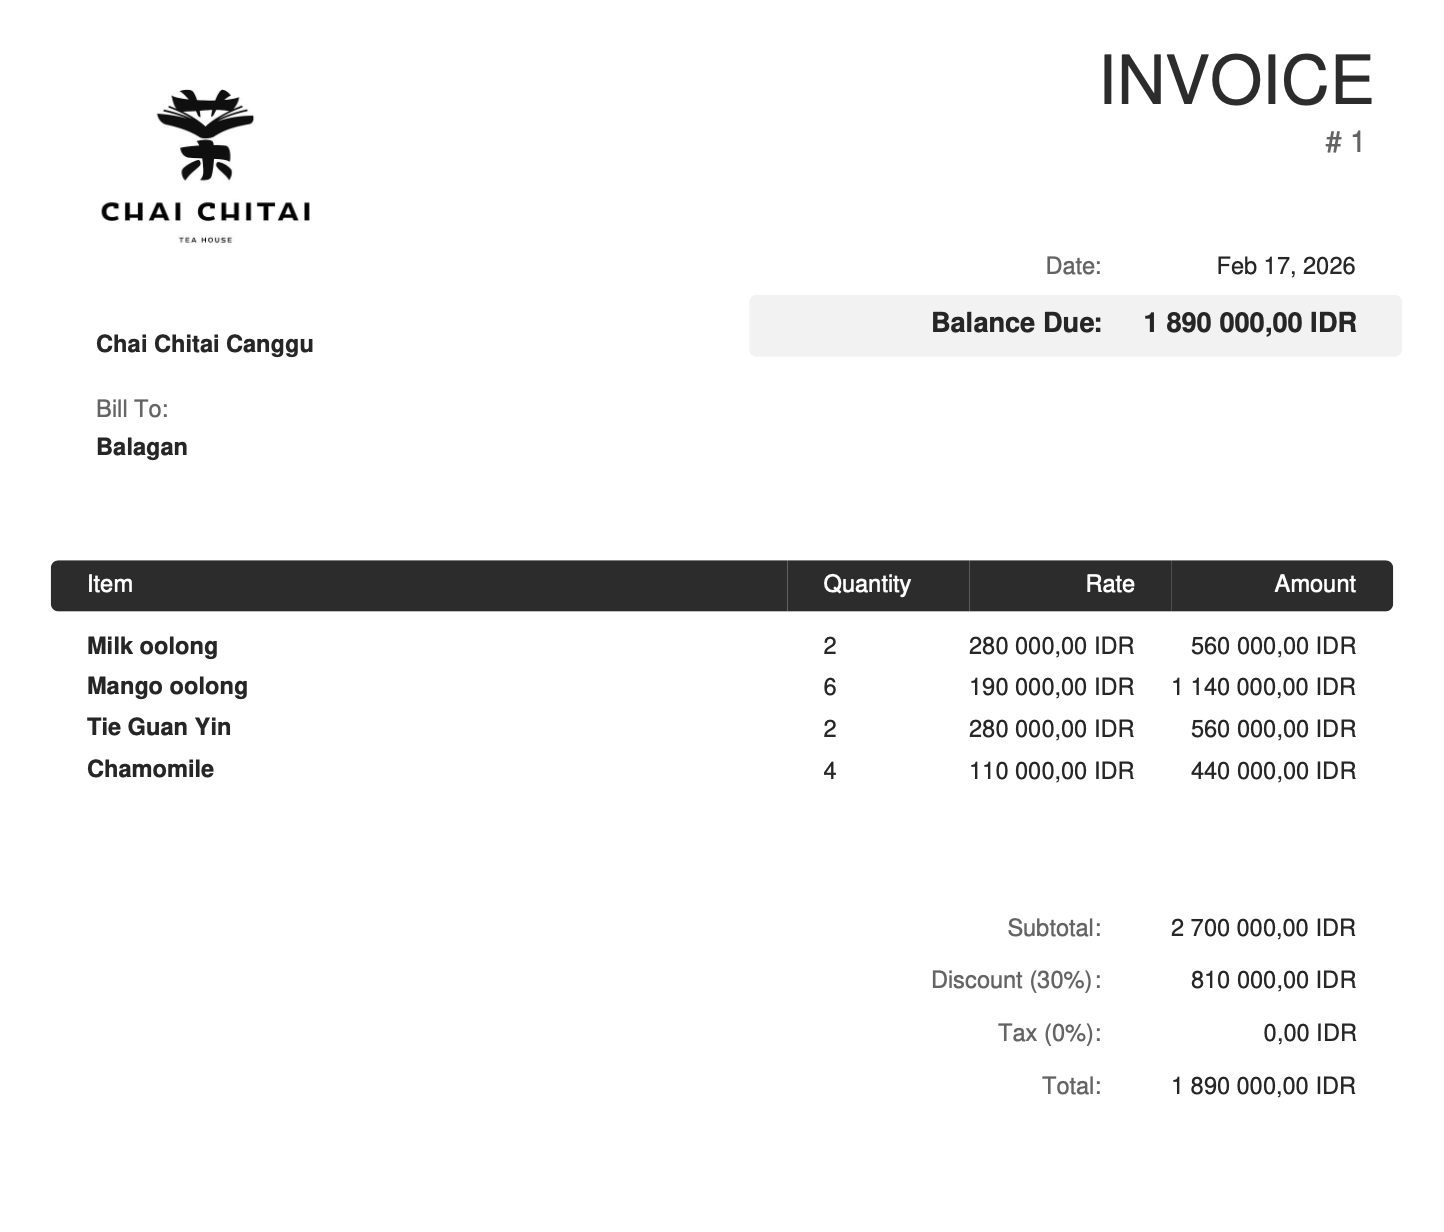 INVOICE
# 1
CHAI CHITAI
TEA HOUSE
Date: Feb 17, 2026
Balance Due: 1 890 000,00 IDR
Chai Chitai Canggu
Bill To:
Balagan
Item Quantity Rate Amount
Milk oolong 2 280 000,00 IDR 560 000,00 IDR
Mango oolong 6 190 000,00 IDR 1 140 000,00 IDR
Tie Guan Yin 2 280 000,00 IDR 560 000,00 IDR
Chamomile 4 110 000,00 IDR 440 000,00 IDR
Subtotal: 2 700 000,00 IDR
Discount (30%): 810 000,00 IDR
Tax (0%): 0,00 IDR
Total: 1 890 000,00 IDR